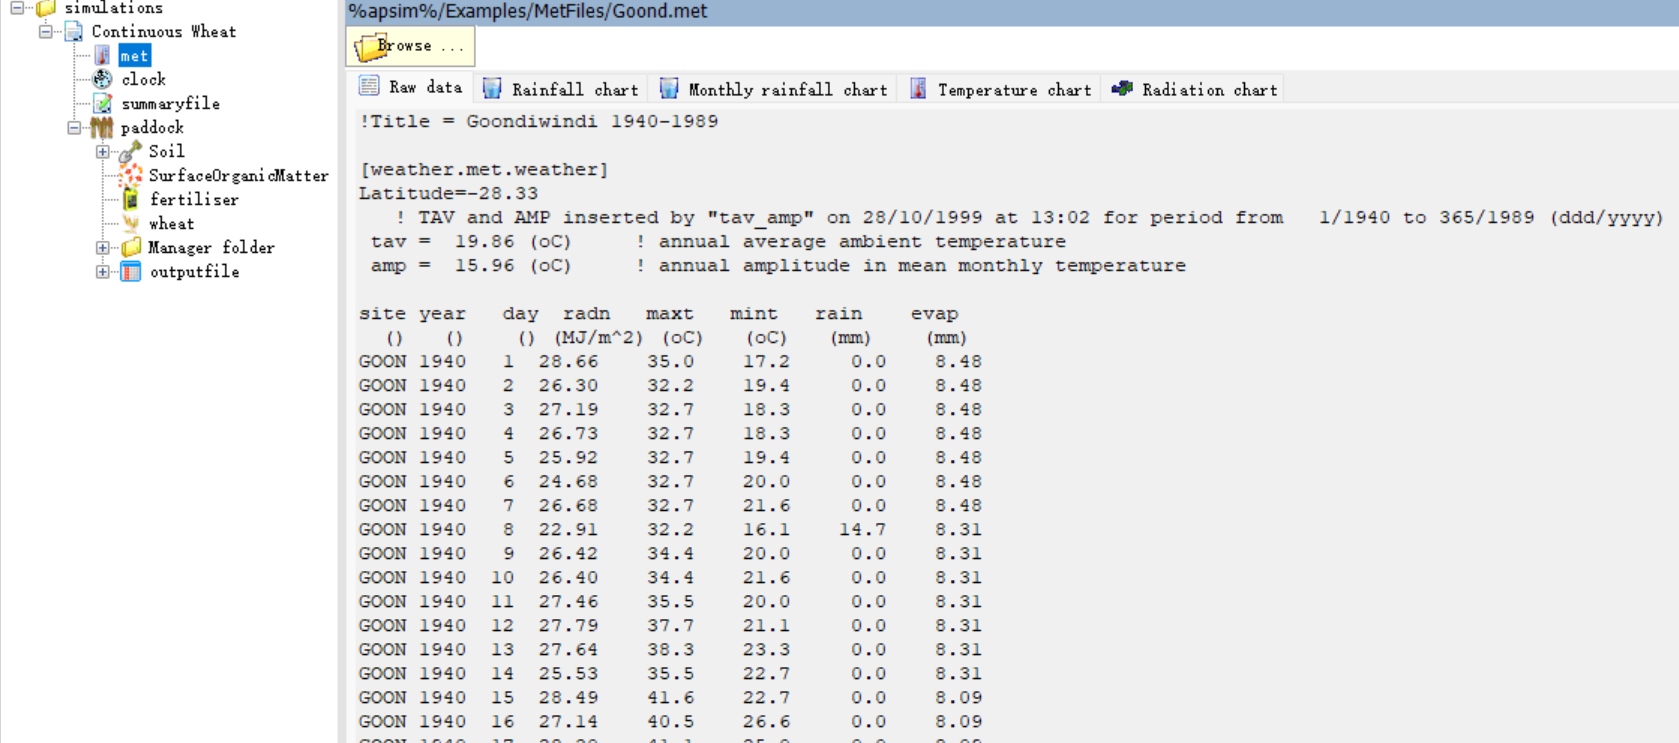 simulations
Continuous Wheat
met
clock
summaryfile
paddock
Soil
SurfaceOrganicMatter
fertiliser
wheat
Manager folder
outputfile
%apsim%/Examples/MetFiles/Goond.met
Browse ...
Raw data Rainfall chart Monthly rainfall chart Temperature chart Radiation chart
!Title = Goondiwindi 1940-1989
[weather.met.weather]
Latitude=-28.33
! TAV and AMP inserted by "tav_amp" on 28/10/1999 at 13:02 for period from 1/1940 to 365/1989 (ddd/yyyy)
tav = 19.86 (oC) ! annual average ambient temperature
amp = 15.96 (oC) ! annual amplitude in mean monthly temperature
site year day radn maxt mint rain evap
() () () (MJ/m^2) (oC) (oC) (mm) (mm)
GOON 1940 1 28.66 35.0 17.2 0.0 8.48
GOON 1940 2 26.30 32.2 19.4 0.0 8.48
GOON 1940 3 27.19 32.7 18.3 0.0 8.48
GOON 1940 4 26.73 32.7 18.3 0.0 8.48
GOON 1940 5 25.92 32.7 19.4 0.0 8.48
GOON 1940 6 24.68 32.7 20.0 0.0 8.48
GOON 1940 7 26.68 32.7 21.6 0.0 8.48
GOON 1940 8 22.91 32.2 16.1 14.7 8.31
GOON 1940 9 26.42 34.4 20.0 0.0 8.31
GOON 1940 10 26.40 34.4 21.6 0.0 8.31
GOON 1940 11 27.46 35.5 20.0 0.0 8.31
GOON 1940 12 27.79 37.7 21.1 0.0 8.31
GOON 1940 13 27.64 38.3 23.3 0.0 8.31
GOON 1940 14 25.53 35.5 22.7 0.0 8.31
GOON 1940 15 28.49 41.6 22.7 0.0 8.09
GOON 1940 16 27.14 40.5 26.6 0.0 8.09